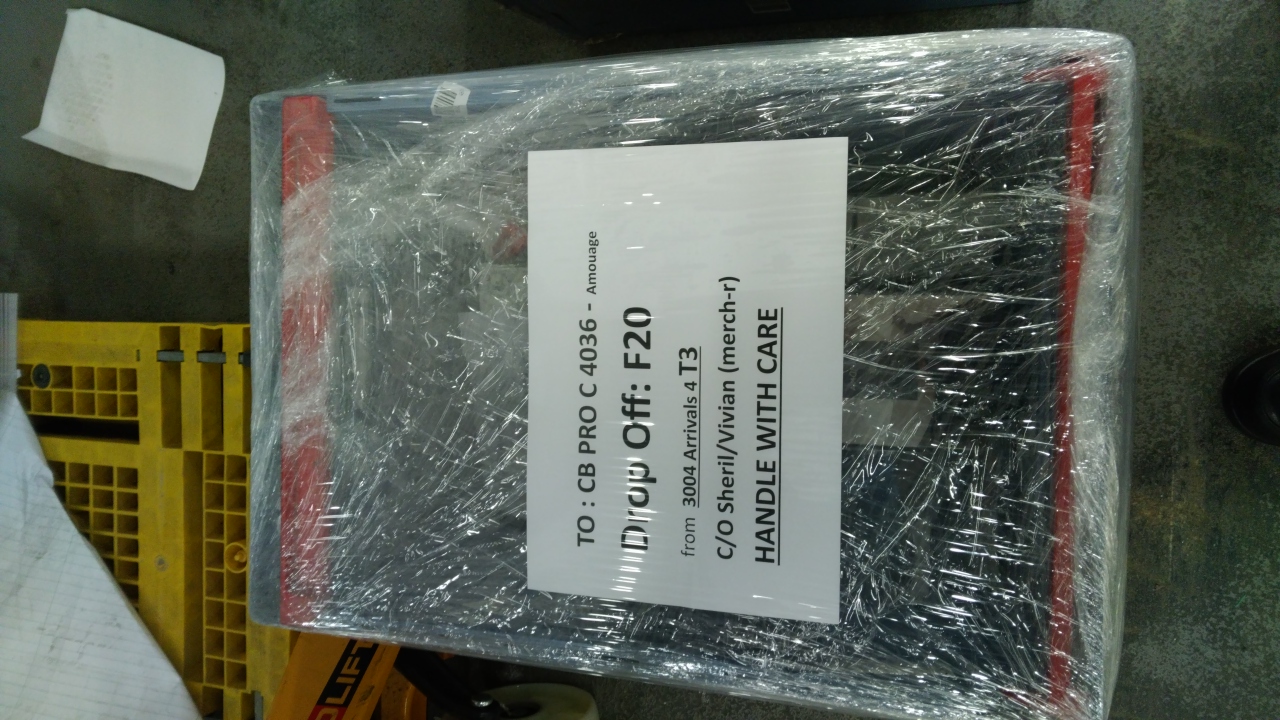 TO : CB PRO C 4036 - Amouage
Drop Off: F20
from 3004 Arrivals 4 T3
C/O Sheril/Vivian (merch-r)
HANDLE WITH CARE
LIFT